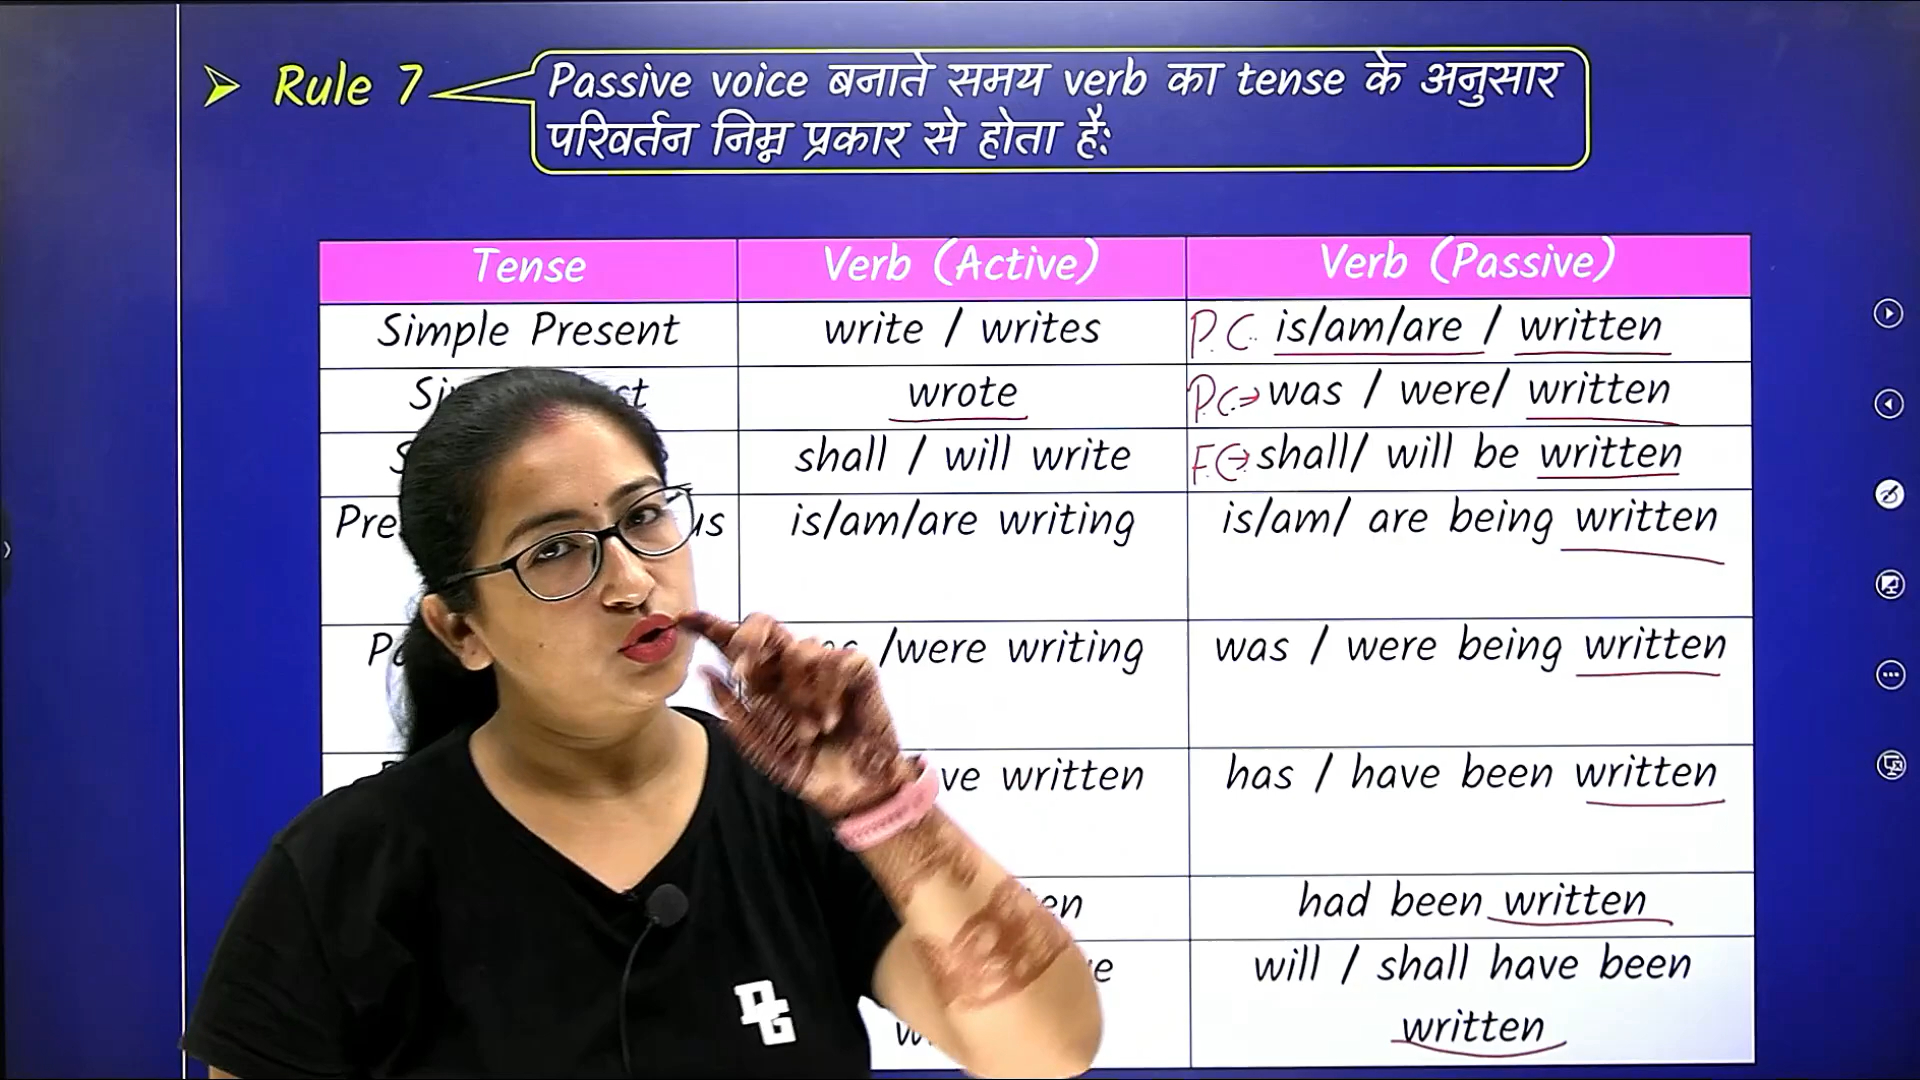 Rule 7
Passive voice बनाते समय verb का tense के अनुसार
परिवर्तन निम्न प्रकार से होता है:
Tense Verb (Active) Verb (Passive)
Simple Present write / writes P.C. is/am/are / written
wrote P.C. → was / were/ written
shall / will write F.C → shall/ will be written
is/am/are writing is/am/ are being written
/were writing was / were being written
written has / have been written
had been written
will / shall have been
written